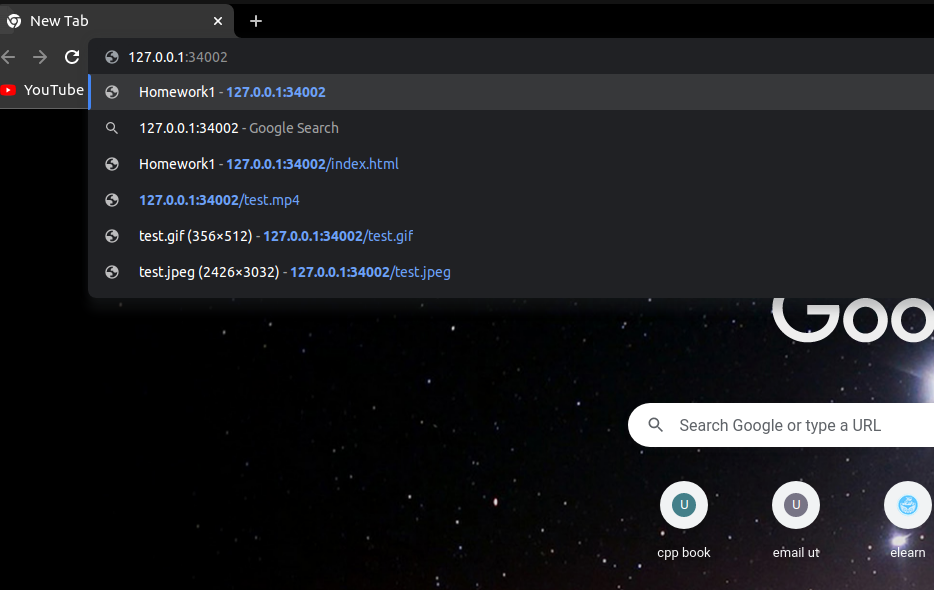 New Tab
127.0.0.1:34002
YouTube
Homework1 - 127.0.0.1:34002
127.0.0.1:34002 - Google Search
Homework1 - 127.0.0.1:34002/index.html
127.0.0.1:34002/test.mp4
test.gif (356×512) - 127.0.0.1:34002/test.gif
test.jpeg (2426×3032) - 127.0.0.1:34002/test.jpeg
Goo
Search Google or type a URL
U U
cpp book email ut elearn